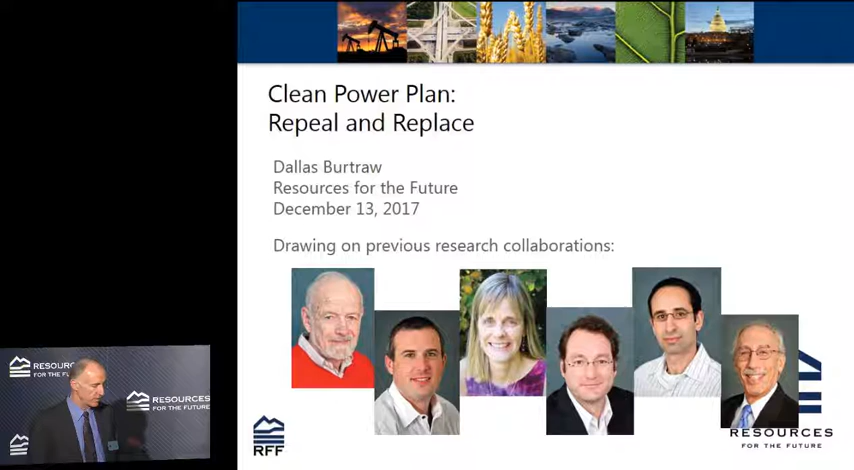 Clean Power Plan:
Repeal and Replace
Dallas Burtraw
Resources for the Future
December 13, 2017
Drawing on previous research collaborations:
RFF
RESOURCES
FOR THE FUTURE
RESOURCES
FOR THE FUTURE
RESOURCES
FOR THE FUTURE